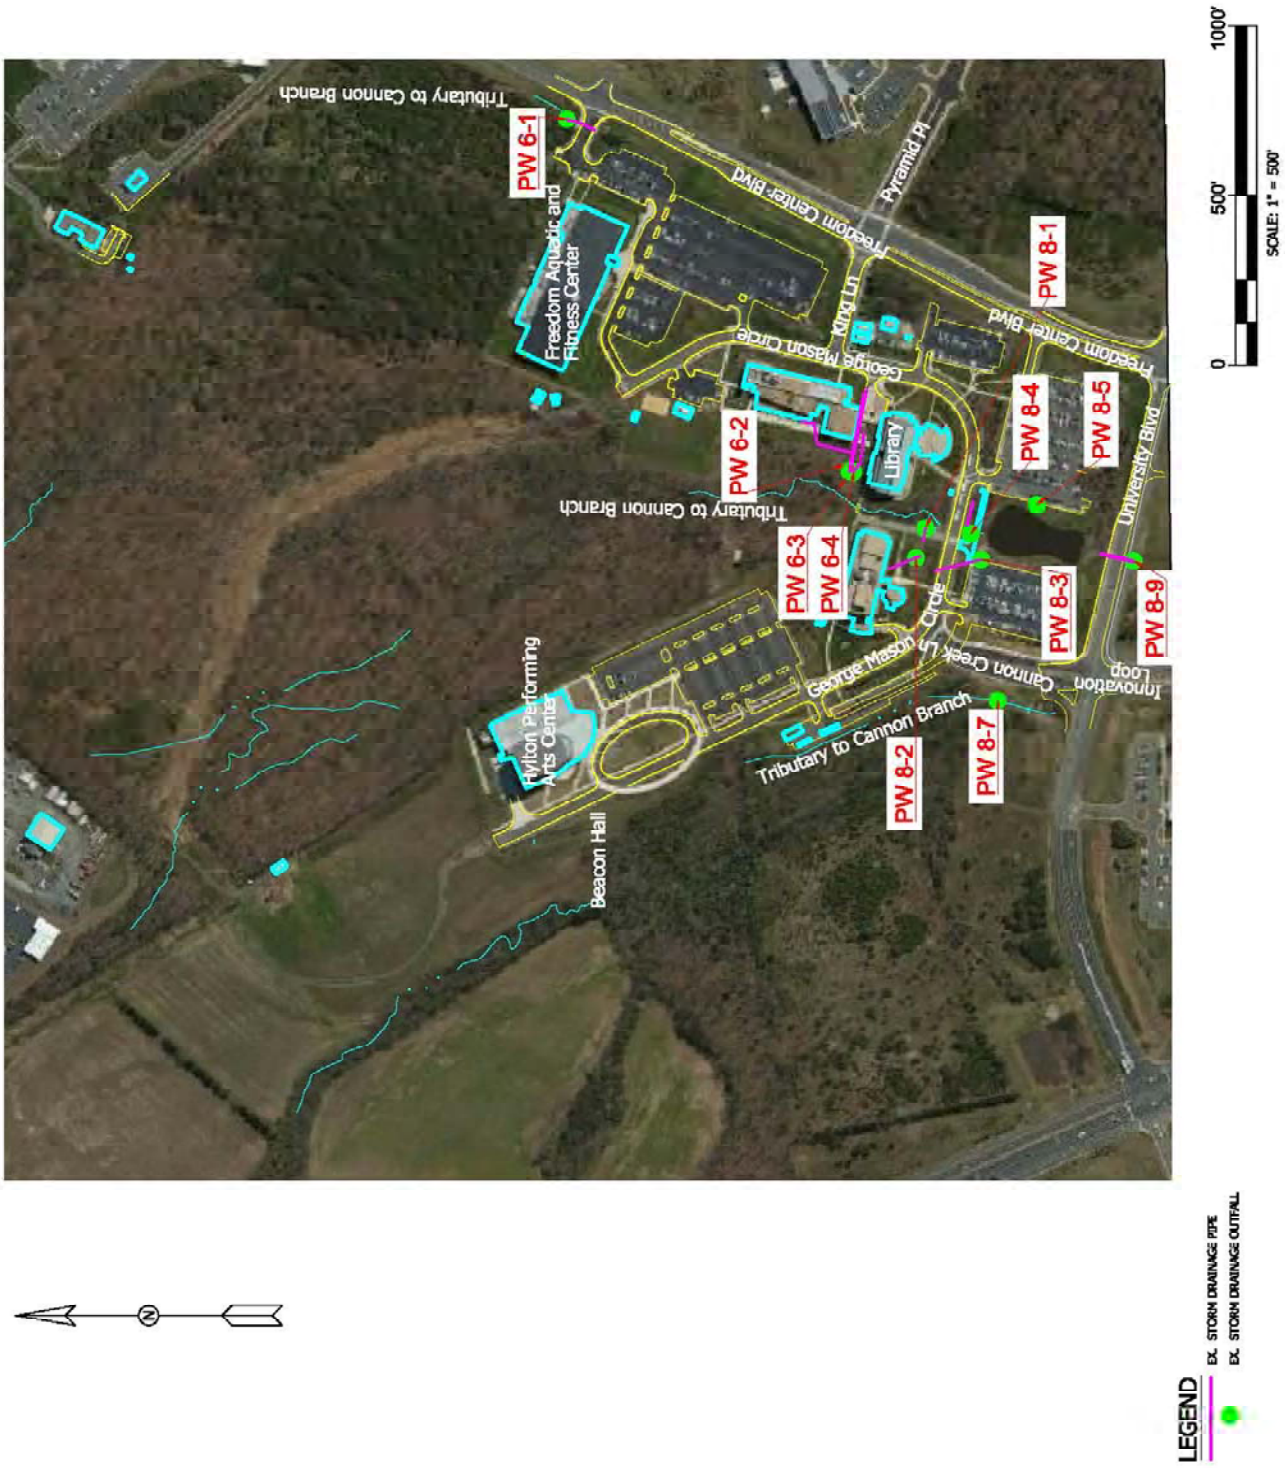 Tributary to Cannon Branch
PW 6-1
Freedom Aquatic and
Fitness Center
Freedom Center Blvd
Pyramid Pl
King Ln
George Mason Circle
PW 8-1
Freedom Center Blvd
PW 6-2
Library
PW 8-4
PW 8-5
University Blvd
Tributary to Cannon Branch
PW 6-3
PW 6-4
PW 8-3
PW 8-9
Hylton Performing
Arts Center
George Mason Circle
Cannon Creek Ln
Innovation
Loop
Tributary to Cannon Branch
PW 8-2
PW 8-7
Beacon Hall
N
0
500'
1000'
SCALE: 1" = 500'
LEGEND
EX. STORM DRAINAGE PIPE
EX. STORM DRAINAGE OUTFALL